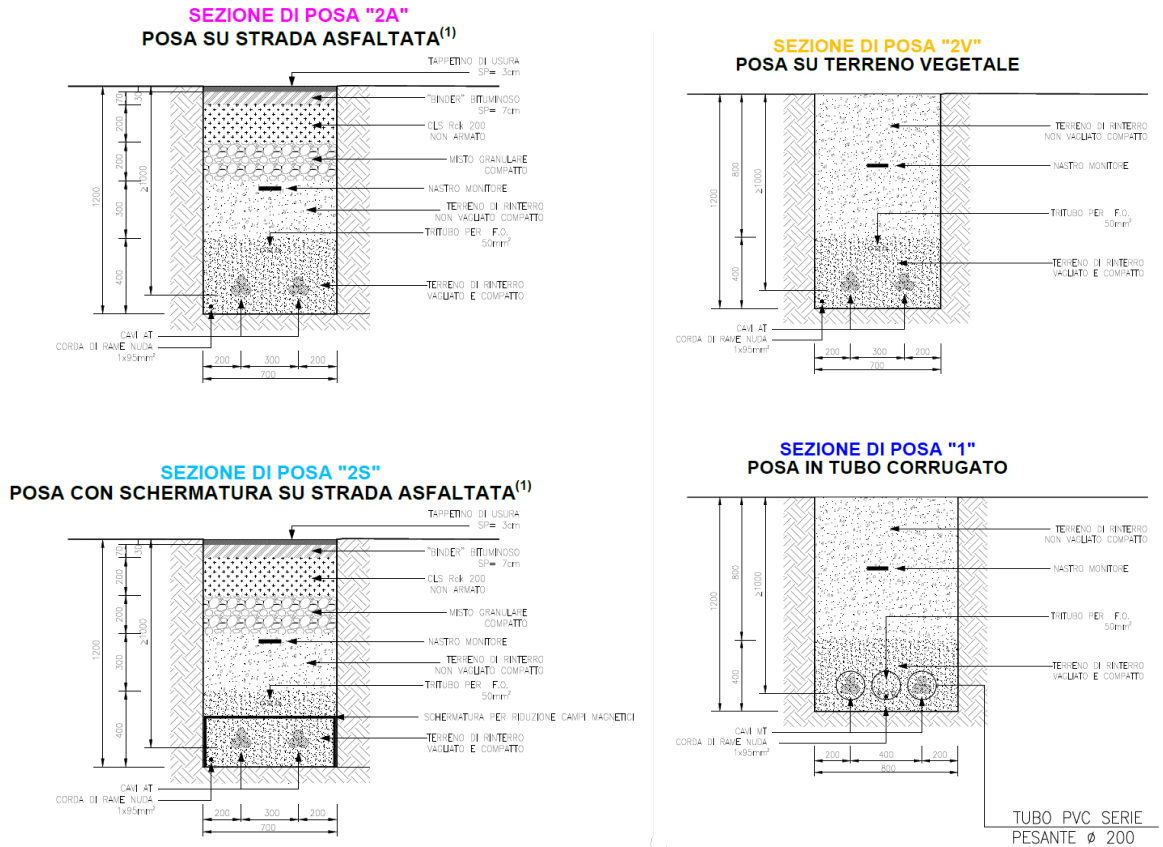 SEZIONE DI POSA "2A"
POSA SU STRADA ASFALTATA(1)
TAPPETINO DI USURA
SP= 3cm
"BINDER" BITUMINOSO
SP= 7cm
CLS Rck 200
NON ARMATO
MISTO GRANULARE
COMPATTO
NASTRO MONITORE
TERRENO DI RINTERRO
NON VAGLIATO COMPATTO
TRITUBO PER F.O.
50mm²
TERRENO DI RINTERRO
VAGLIATO E COMPATTO
CAVI AT
CORDA DI RAME NUDA
1x95mm²
30
70
200
200
300
400
1200
≥1000
200
300
200
700
SEZIONE DI POSA "2V"
POSA SU TERRENO VEGETALE
TERRENO DI RINTERRO
NON VAGLIATO COMPATTO
NASTRO MONITORE
TRITUBO PER F.O.
50mm²
TERRENO DI RINTERRO
VAGLIATO E COMPATTO
CAVI AT
CORDA DI RAME NUDA
1x95mm²
800
400
1200
≥1000
200
300
200
700
SEZIONE DI POSA "2S"
POSA CON SCHERMATURA SU STRADA ASFALTATA(1)
TAPPETINO DI USURA
SP= 3cm
"BINDER" BITUMINOSO
SP= 7cm
CLS Rck 200
NON ARMATO
MISTO GRANULARE
COMPATTO
NASTRO MONITORE
TERRENO DI RINTERRO
NON VAGLIATO COMPATTO
TRITUBO PER F.O.
50mm²
SCHERMATURA PER RIDUZIONE CAMPI MAGNETICI
TERRENO DI RINTERRO
VAGLIATO E COMPATTO
CAVI AT
CORDA DI RAME NUDA
1x95mm²
30
70
200
200
300
400
1200
≥1000
200
300
200
700
SEZIONE DI POSA "1"
POSA IN TUBO CORRUGATO
TERRENO DI RINTERRO
NON VAGLIATO COMPATTO
NASTRO MONITORE
TRITUBO PER F.O.
50mm²
TERRENO DI RINTERRO
VAGLIATO E COMPATTO
CAVI MT
CORDA DI RAME NUDA
1x95mm²
800
400
1200
≥1000
200
400
200
800
TUBO PVC SERIE
PESANTE ø 200